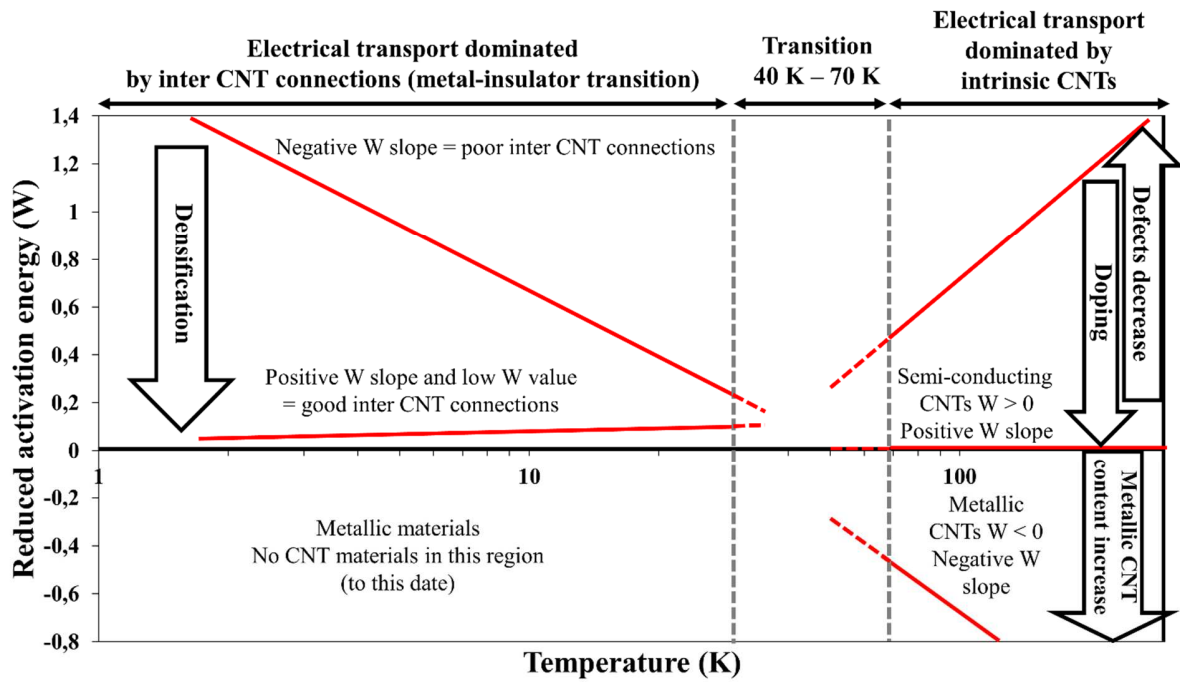 Electrical transport dominated
by inter CNT connections (metal-insulator transition)
Transition
40 K – 70 K
Electrical transport
dominated by
intrinsic CNTs
Reduced activation energy (W)
1,4
1,2
1
0,8
0,6
0,4
0,2
0
-0,2
-0,4
-0,6
-0,8
Negative W slope = poor inter CNT connections
Densification
Positive W slope and low W value
= good inter CNT connections
Defects decrease
Doping
Semi-conducting
CNTs W > 0
Positive W slope
1
10
100
Metallic materials
No CNT materials in this region
(to this date)
Metallic
CNTs W < 0
Negative W
slope
Metallic CNT
content increase
Temperature (K)